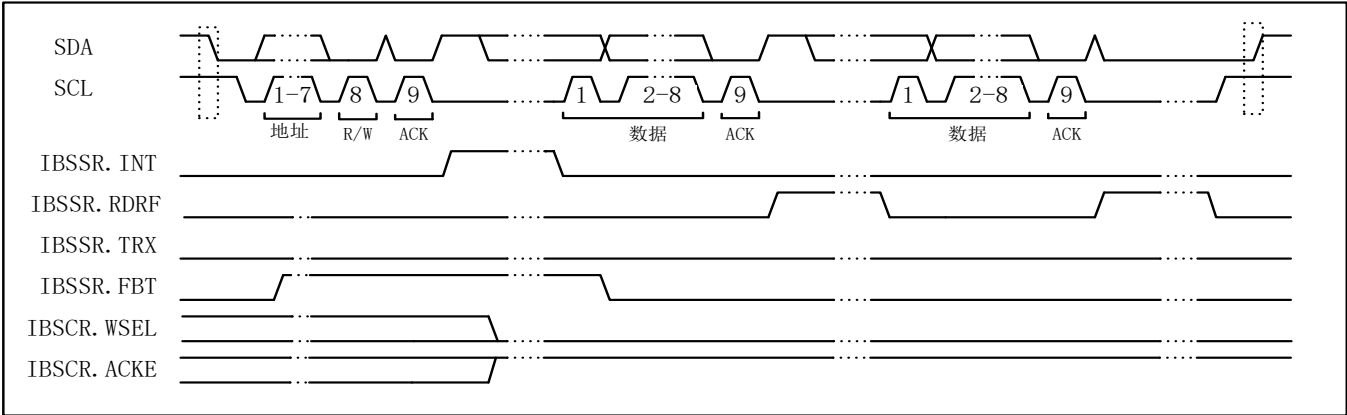 SDA
SCL
1-7 8 9 1 2-8 9 1 2-8 9
地址 R/W ACK 数据 ACK 数据 ACK
IBSSR. INT
IBSSR. RDRF
IBSSR. TRX
IBSSR. FBT
IBSCR. WSEL
IBSCR. ACKE